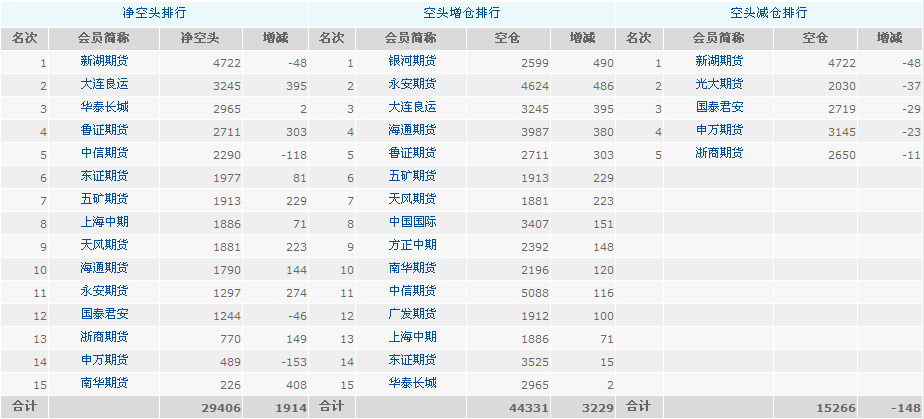 净空头排行 空头增仓排行 空头减仓排行
名次 会员简称 净空头 增减 名次 会员简称 空仓 增减 名次 会员简称 空仓 增减
1 新湖期货 4722 -48 1 银河期货 2599 490 1 新湖期货 4722 -48
2 大连良运 3245 395 2 永安期货 4624 486 2 光大期货 2030 -37
3 华泰长城 2965 2 3 大连良运 3245 395 3 国泰君安 2719 -29
4 鲁证期货 2711 303 4 海通期货 3987 380 4 申万期货 3145 -23
5 中信期货 2290 -118 5 鲁证期货 2711 303 5 浙商期货 2650 -11
6 东证期货 1977 81 6 五矿期货 1913 229
7 五矿期货 1913 229 7 天风期货 1881 223
8 上海中期 1886 71 8 中国国际 3407 151
9 天风期货 1881 223 9 方正中期 2392 148
10 海通期货 1790 144 10 南华期货 2196 120
11 永安期货 1297 274 11 中信期货 5088 116
12 国泰君安 1244 -46 12 广发期货 1912 100
13 浙商期货 770 149 13 上海中期 1886 71
14 申万期货 489 -153 14 东证期货 3525 15
15 南华期货 226 408 15 华泰长城 2965 2
合计 29406 1914 合计 44331 3229 合计 15266 -148